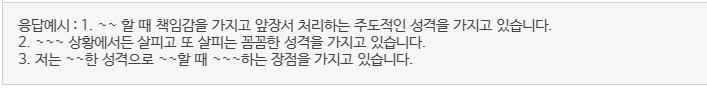 응답예시 : 1. ~~ 할 때 책임감을 가지고 앞장서 처리하는 주도적인 성격을 가지고 있습니다.
2. ~~~ 상황에서든 살피고 또 살피는 꼼꼼한 성격을 가지고 있습니다.
3. 저는 ~~한 성격으로 ~~할 때 ~~~하는 장점을 가지고 있습니다.